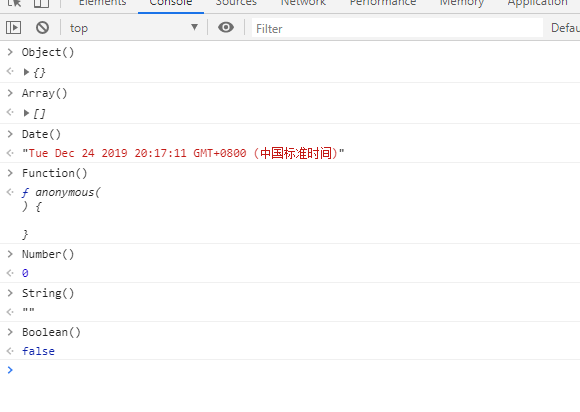 Elements Console Sources Network Performance Memory Application
top Filter Defau
> Object()
{}
> Array()
[]
> Date()
"Tue Dec 24 2019 20:17:11 GMT+0800 (中国标准时间)"
> Function()
ƒ anonymous(
) {
}
> Number()
0
> String()
""
> Boolean()
false
>